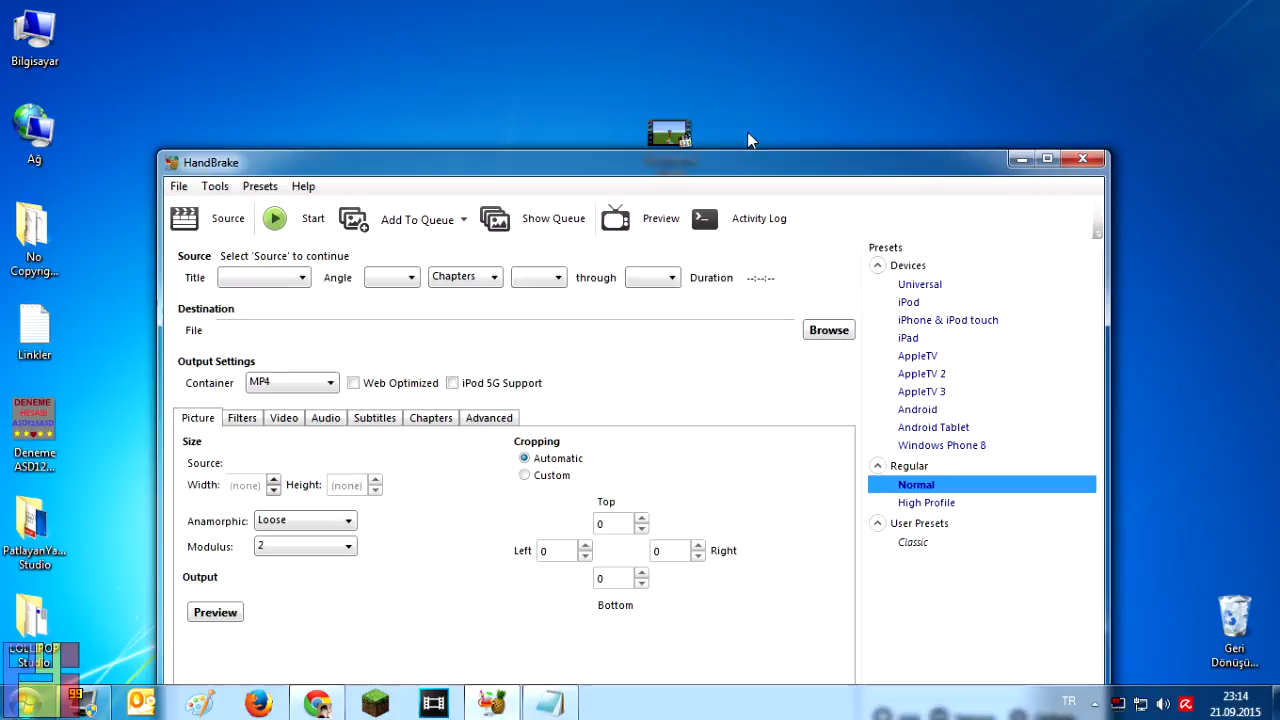 Bilgisayar
Ağ
No
Copyrig...
Linkler
DENEME
HESABI
ASD123ASD
Deneme
ASD12...
PatlayanYa...
Studio
LOLLIPOP
Studio
99
HandBrake
File Tools Presets Help
Source Start Add To Queue Show Queue Preview Activity Log
Source Select 'Source' to continue
Title Angle Chapters through Duration --:--:--
Destination
File Browse
Output Settings
Container MP4 Web Optimized iPod 5G Support
Picture Filters Video Audio Subtitles Chapters Advanced
Size
Source:
Width: (none) Height: (none)
Anamorphic: Loose
Modulus: 2
Output
Preview
Cropping
Automatic
Custom
Top
0
Left 0 0 Right
0
Bottom
Presets
Devices
Universal
iPod
iPhone & iPod touch
iPad
AppleTV
AppleTV 2
AppleTV 3
Android
Android Tablet
Windows Phone 8
Regular
Normal
High Profile
User Presets
Classic
Geri
Dönüşü...
TR
23:14
21.09.2015